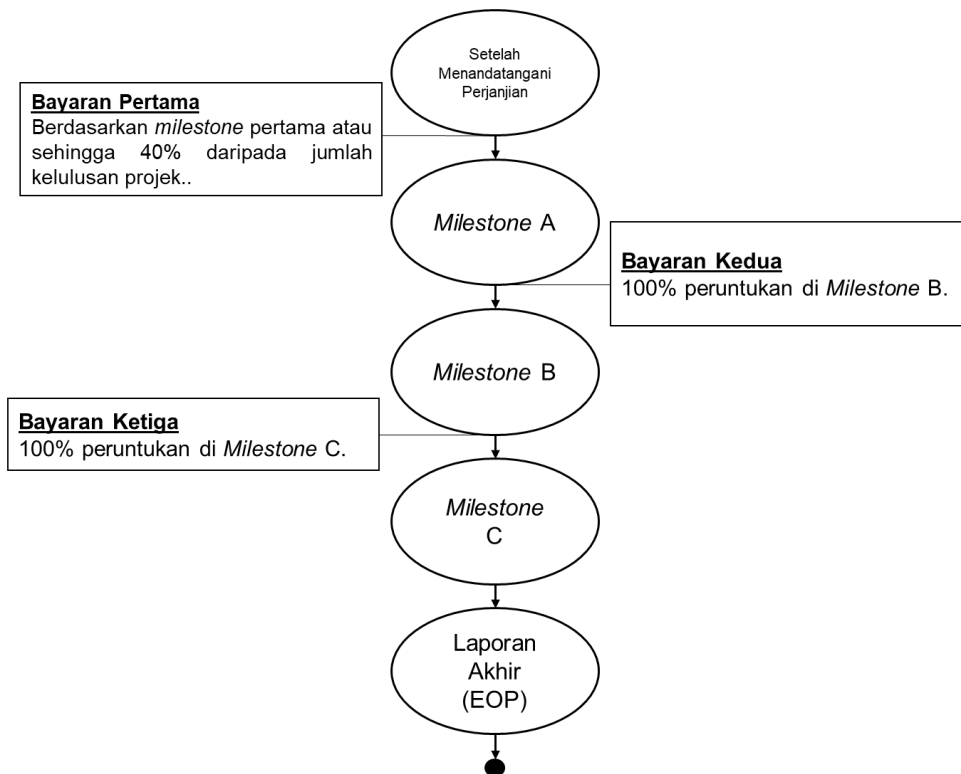 Setelah
Menandatangani
Perjanjian
Bayaran Pertama
Berdasarkan milestone pertama atau
sehingga 40% daripada jumlah
kelulusan projek..
Milestone A
Bayaran Kedua
100% peruntukan di Milestone B.
Milestone B
Bayaran Ketiga
100% peruntukan di Milestone C.
Milestone
C
Laporan
Akhir
(EOP)